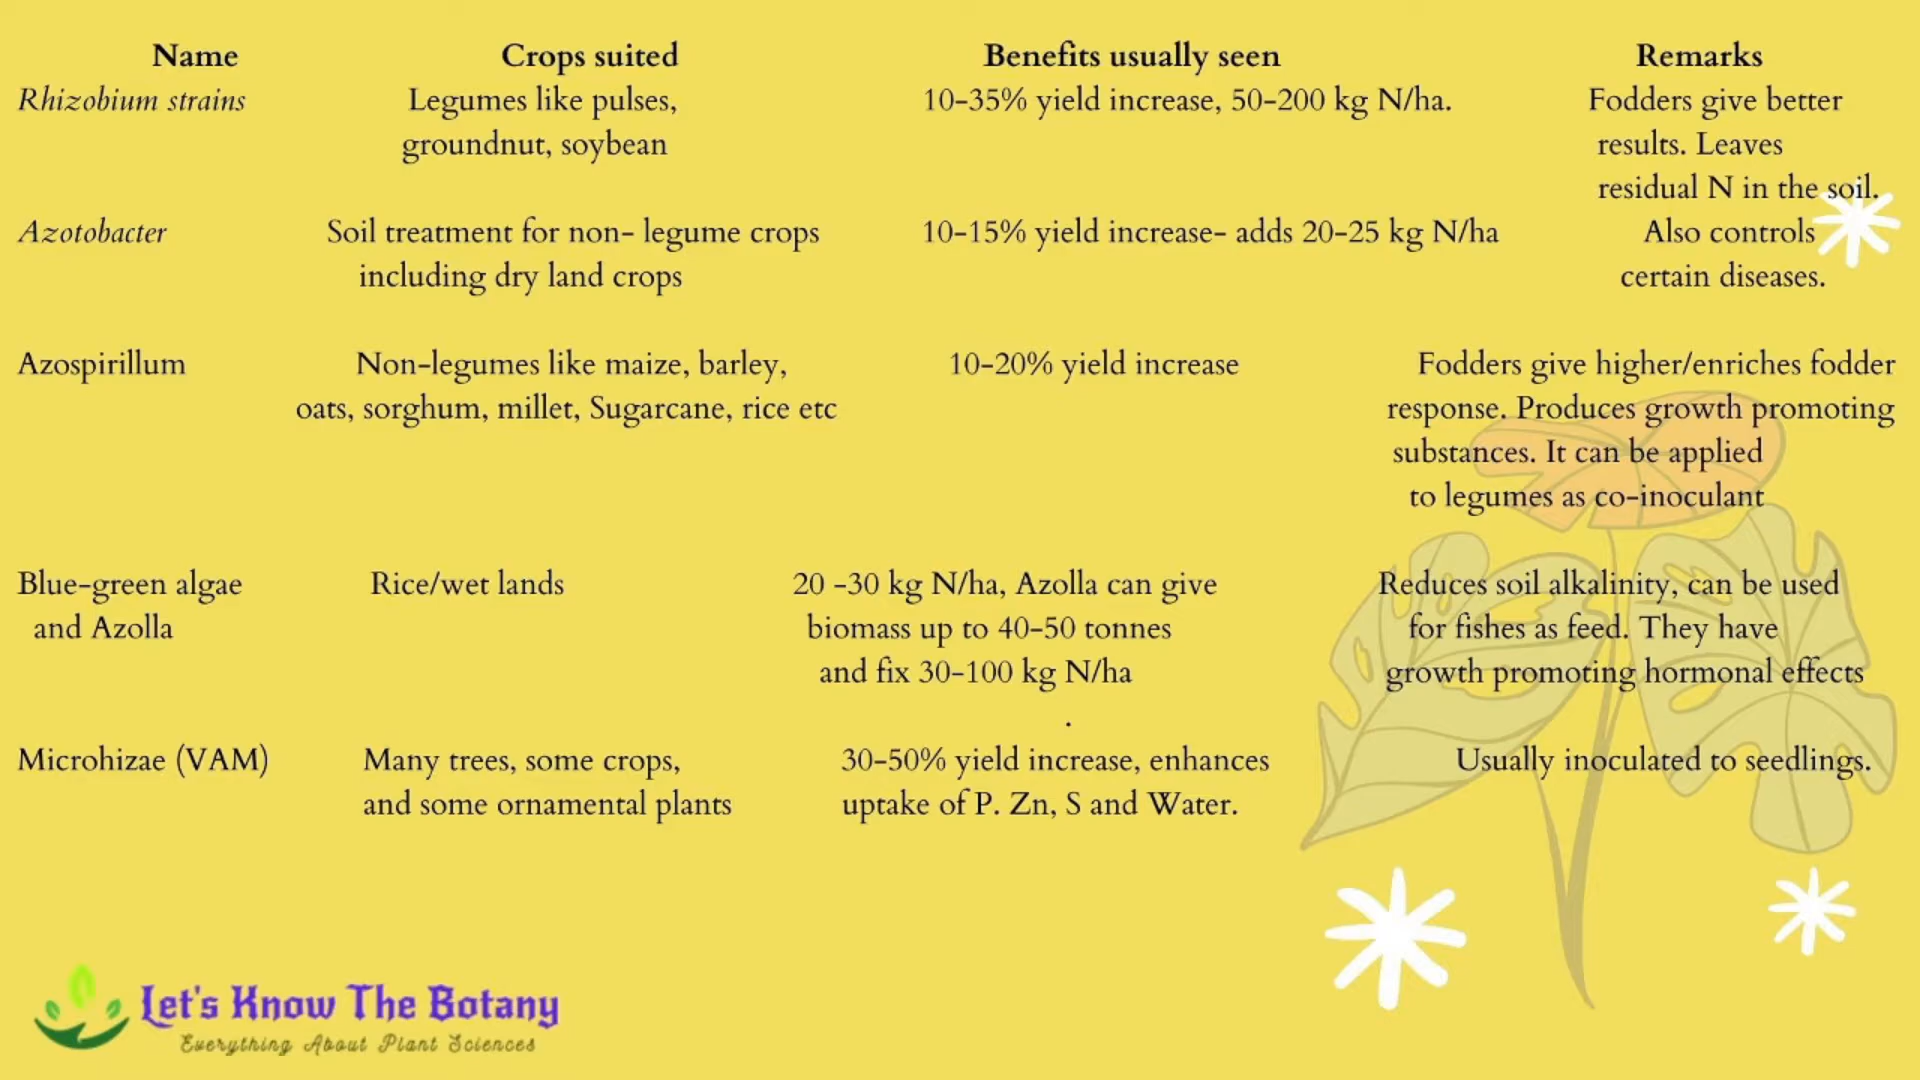 Name Crops suited Benefits usually seen Remarks
Rhizobium strains Legumes like pulses, 10-35% yield increase, 50-200 kg N/ha. Fodders give better
groundnut, soybean results. Leaves
residual N in the soil.
Azotobacter Soil treatment for non- legume crops 10-15% yield increase- adds 20-25 kg N/ha Also controls
including dry land crops certain diseases.
Azospirillum Non-legumes like maize, barley, 10-20% yield increase Fodders give higher/enriches fodder
oats, sorghum, millet, Sugarcane, rice etc response. Produces growth promoting
substances. It can be applied
to legumes as co-inoculant
Blue-green algae Rice/wet lands 20 -30 kg N/ha, Azolla can give Reduces soil alkalinity, can be used
and Azolla biomass up to 40-50 tonnes for fishes as feed. They have
and fix 30-100 kg N/ha growth promoting hormonal effects
.
Microhizae (VAM) Many trees, some crops, 30-50% yield increase, enhances Usually inoculated to seedlings.
and some ornamental plants uptake of P. Zn, S and Water.
Let's Know The Botany
Everything About Plant Sciences